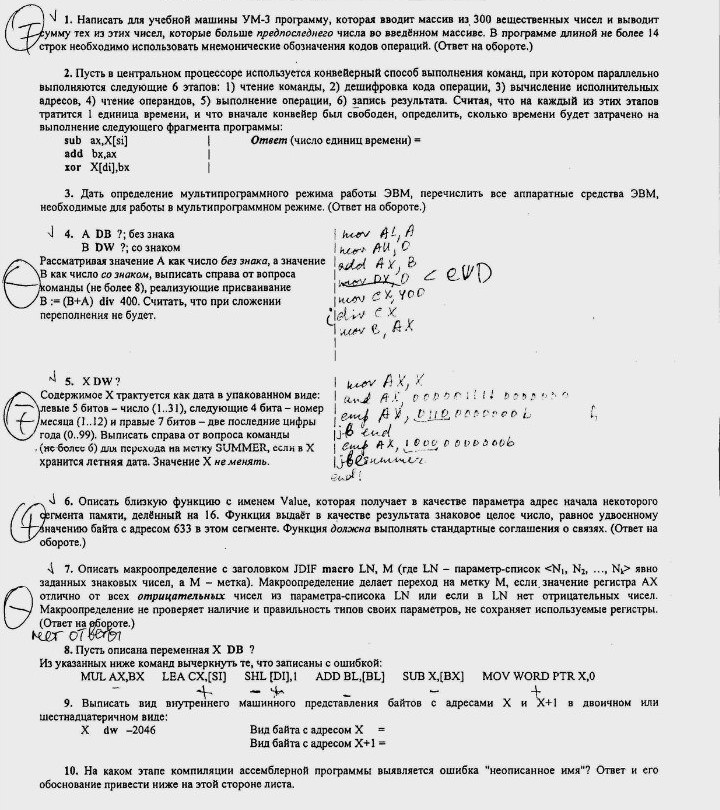 √ 1. Написать для учебной машины УМ-3 программу, которая вводит массив из 300 вещественных чисел и выводит
сумму тех из этих чисел, которые больше предпоследнего числа во введённом массиве. В программе длиной не более 14
строк необходимо использовать мнемонические обозначения кодов операций. (Ответ на обороте.)
2. Пусть в центральном процессоре используется конвейерный способ выполнения команд, при котором параллельно
выполняются следующие 6 этапов: 1) чтение команды, 2) дешифровка кода операции, 3) вычисление исполнительных
адресов, 4) чтение операндов, 5) выполнение операции, 6) запись результата. Считая, что на каждый из этих этапов
тратится 1 единица времени, и что вначале конвейер был свободен, определить, сколько времени будет затрачено на
выполнение следующего фрагмента программы:
sub ax,X[si] | Ответ (число единиц времени) =
add bx,ax |
xor X[di],bx |
3. Дать определение мультипрограммного режима работы ЭВМ, перечислить все аппаратные средства ЭВМ,
необходимые для работы в мультипрограммном режиме. (Ответ на обороте.)
√ 4. A DB ?; без знака | mov AL, A
B DW ?; со знаком | mov AH, 0
Рассматривая значение A как число без знака, а значение | add AX, B
B как число со знаком, выписать справа от вопроса | mov DX, 0 < CWD
команды (не более 8), реализующие присваивание | mov CX, 400
B := (B+A) div 400. Считать, что при сложении | idiv CX
переполнения не будет. | mov B, AX
√ 5. X DW ? | mov AX, X
Содержимое X трактуется как дата в упакованном виде: | and AX, 0000011110000000
левые 5 битов – число (1..31), следующие 4 бита – номер | cmp AX, 01100000000b
месяца (1..12) и правые 7 битов – две последние цифры | jb end
года (0..99). Выписать справа от вопроса команды | cmp AX, 10000000000b
(не более 6) для перехода на метку SUMMER, если в X | jbe summer
хранится летняя дата. Значение X не менять. end:
√ 6. Описать близкую функцию с именем Value, которая получает в качестве параметра адрес начала некоторого
сегмента памяти, делённый на 16. Функция выдаёт в качестве результата знаковое целое число, равное удвоенному
значению байта с адресом 633 в этом сегменте. Функция должна выполнять стандартные соглашения о связях. (Ответ на
обороте.)
√ 7. Описать макроопределение с заголовком JDIF macro LN, M (где LN – параметр-список <N₁, N₂, …, Nₖ> явно
заданных знаковых чисел, а M – метка). Макроопределение делает переход на метку M, если значение регистра AX
отлично от всех отрицательных чисел из параметра-списока LN или если в LN нет отрицательных чисел.
Макроопределение не проверяет наличие и правильность типов своих параметров, не сохраняет используемые регистры.
(Ответ на обороте.)
нет ответа
8. Пусть описана переменная X DB ?
Из указанных ниже команд вычеркнуть те, что записаны с ошибкой:
MUL AX,BX LEA CX,[SI] SHL [DI],1 ADD BL,[BL] SUB X,[BX] MOV WORD PTR X,0
– + – + – – +
9. Выписать вид внутреннего машинного представления байтов с адресами X и X+1 в двоичном или
шестнадцатеричном виде:
X dw –2046 Вид байта с адресом X =
Вид байта с адресом X+1 =
10. На каком этапе компиляции ассемблерной программы выявляется ошибка "неописанное имя"? Ответ и его
обоснование привести ниже на этой стороне листа.